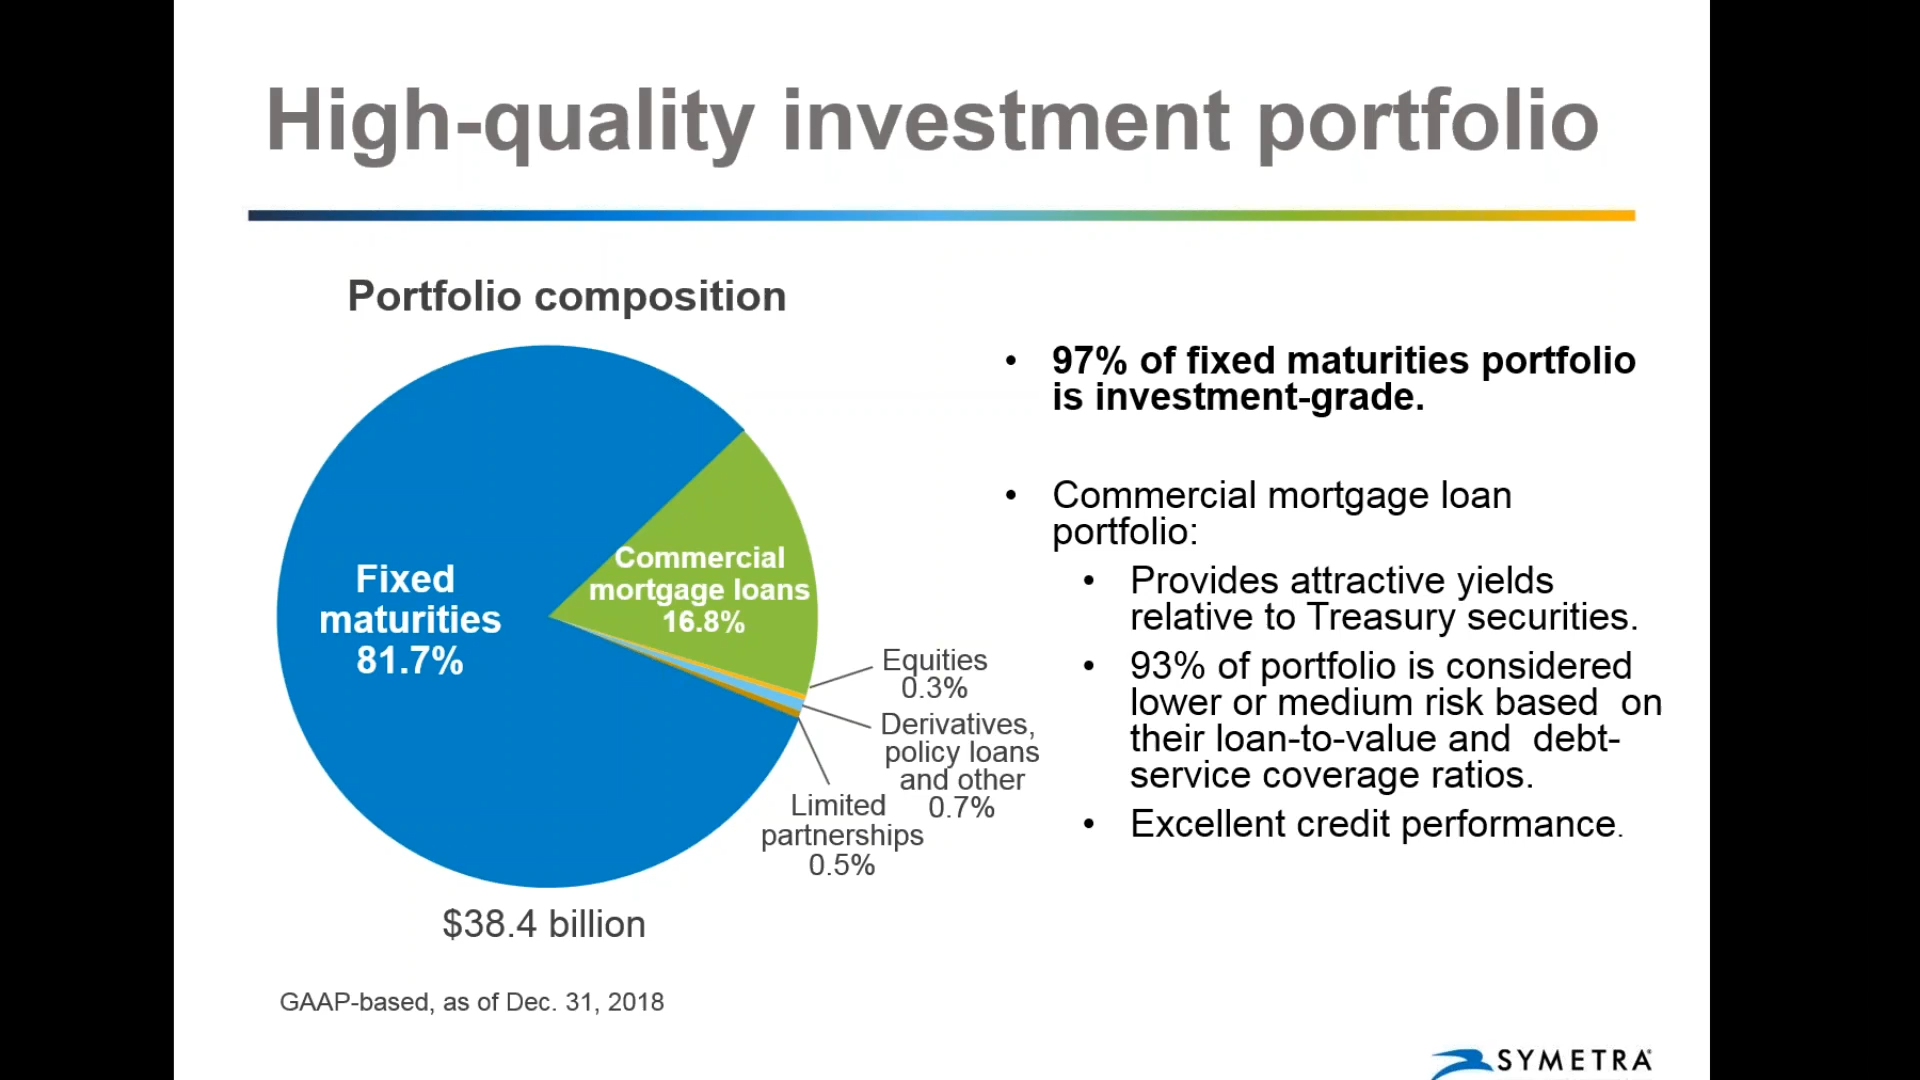 High-quality investment portfolio
Portfolio composition
Fixed
maturities
81.7%
Commercial
mortgage loans
16.8%
Equities
0.3%
Derivatives,
policy loans
and other
0.7%
Limited
partnerships
0.5%
$38.4 billion
GAAP-based, as of Dec. 31, 2018
• 97% of fixed maturities portfolio
is investment-grade.
• Commercial mortgage loan
portfolio:
• Provides attractive yields
relative to Treasury securities.
• 93% of portfolio is considered
lower or medium risk based on
their loan-to-value and debt-
service coverage ratios.
• Excellent credit performance.
SYMETRA